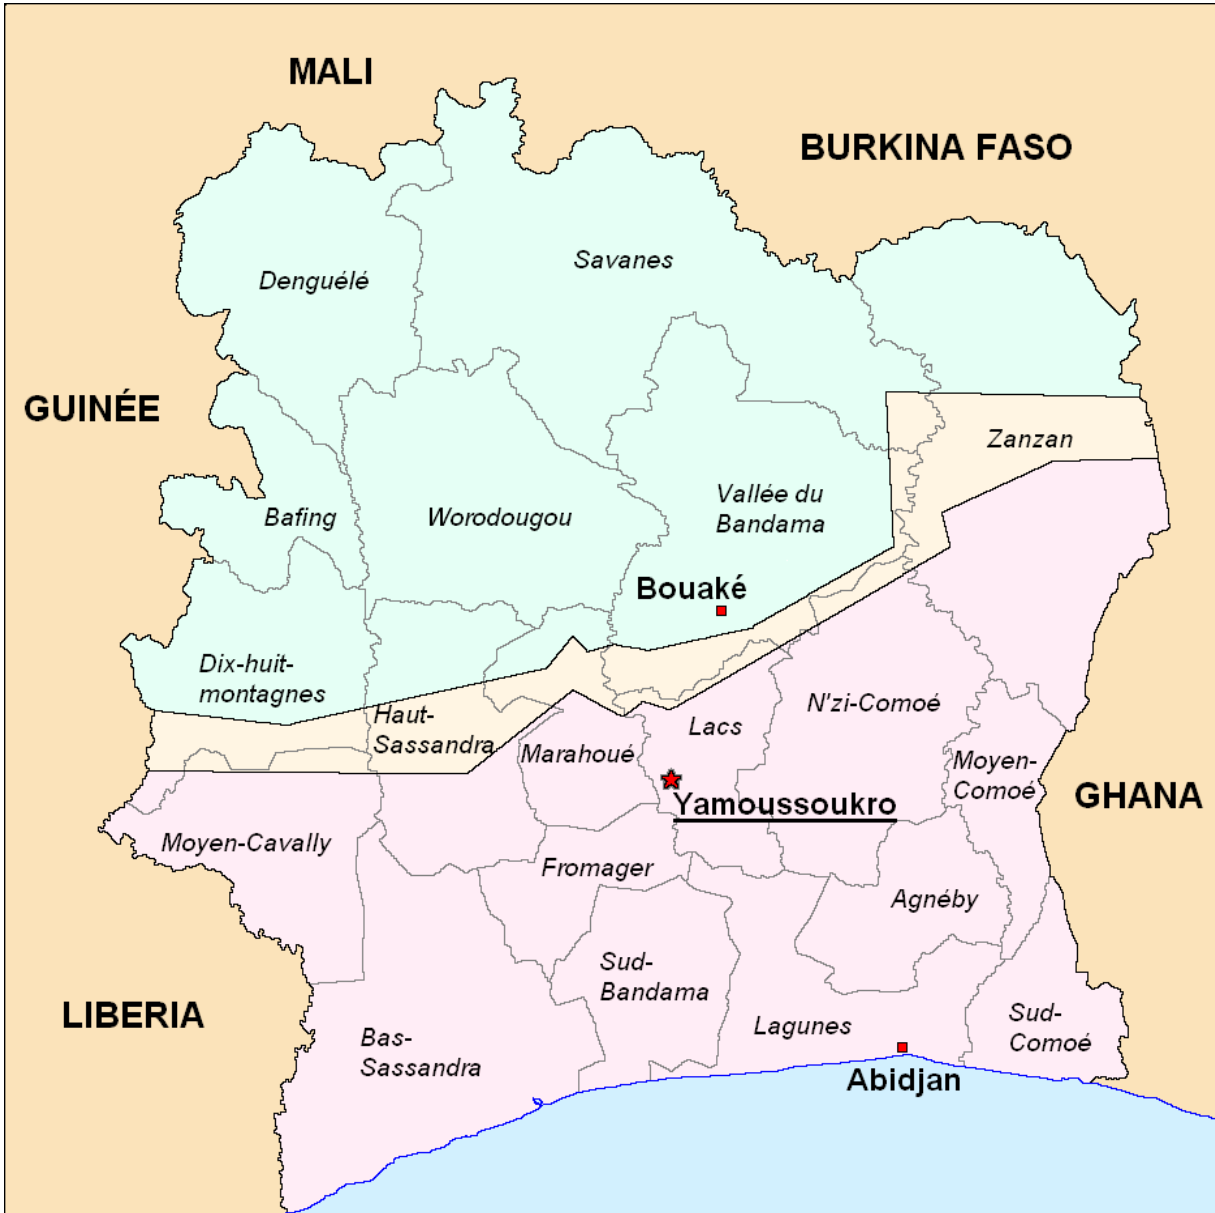 MALI
BURKINA FASO
Savanes
Denguélé
GUINÉE
Zanzan
Vallée du
Bandama
Bafing
Worodougou
Bouaké
Dix-huit-
montagnes
Haut-
Sassandra
N'zi-Comoé
Lacs
Marahoué
Moyen-
Comoé
GHANA
Yamoussoukro
Moyen-Cavally
Fromager
Agnéby
Sud-
Bandama
LIBERIA
Bas-
Sassandra
Lagunes
Sud-
Comoé
Abidjan